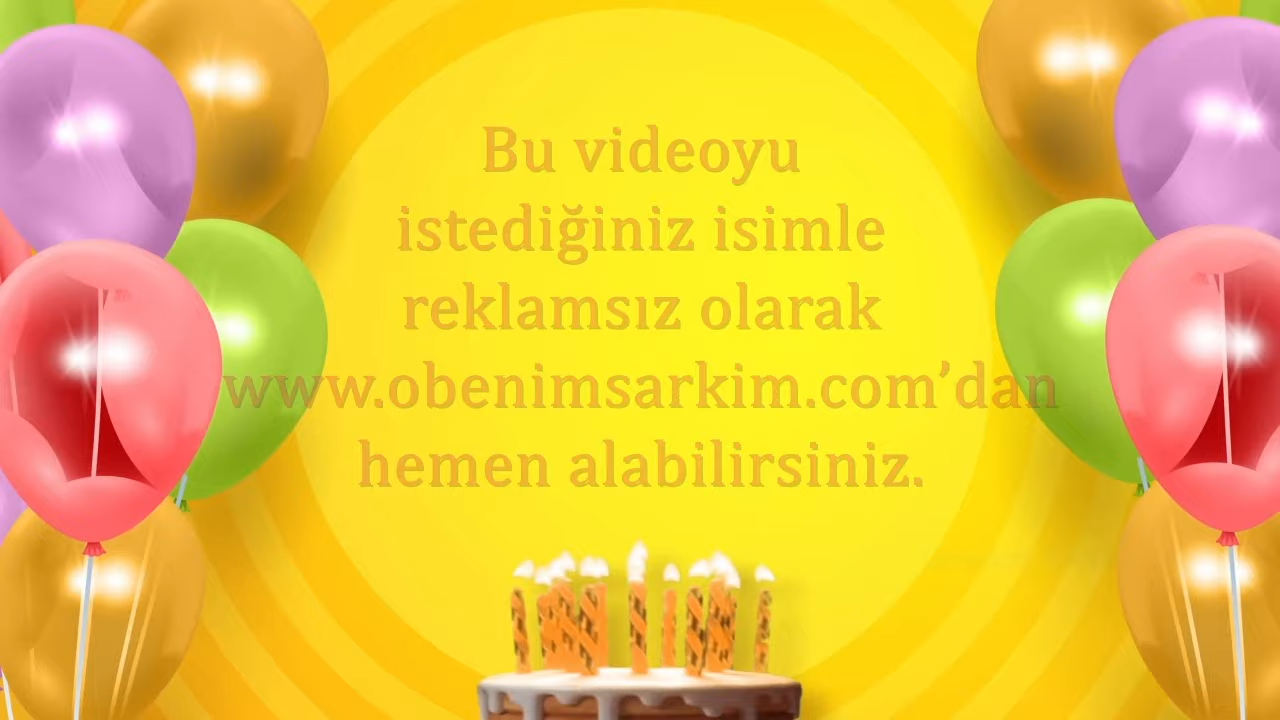 Bu videoyu
istediğiniz isimle
reklamsız olarak
www.obenimsarkim.com’dan
hemen alabilirsiniz.